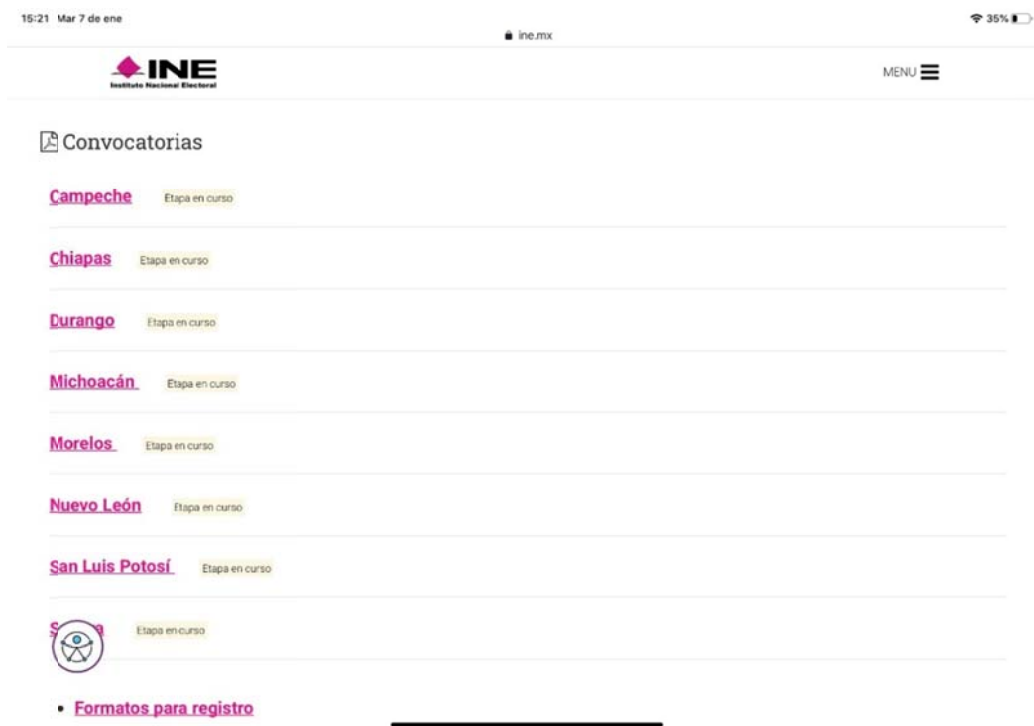 15:21 Mar 7 de ene
35%
ine.mx
INE
Instituto Nacional Electoral
MENU
Convocatorias
Campeche Etapa en curso
Chiapas Etapa en curso
Durango Etapa en curso
Michoacán Etapa en curso
Morelos Etapa en curso
Nuevo León Etapa en curso
San Luis Potosí Etapa en curso
Etapa en curso
Formatos para registro